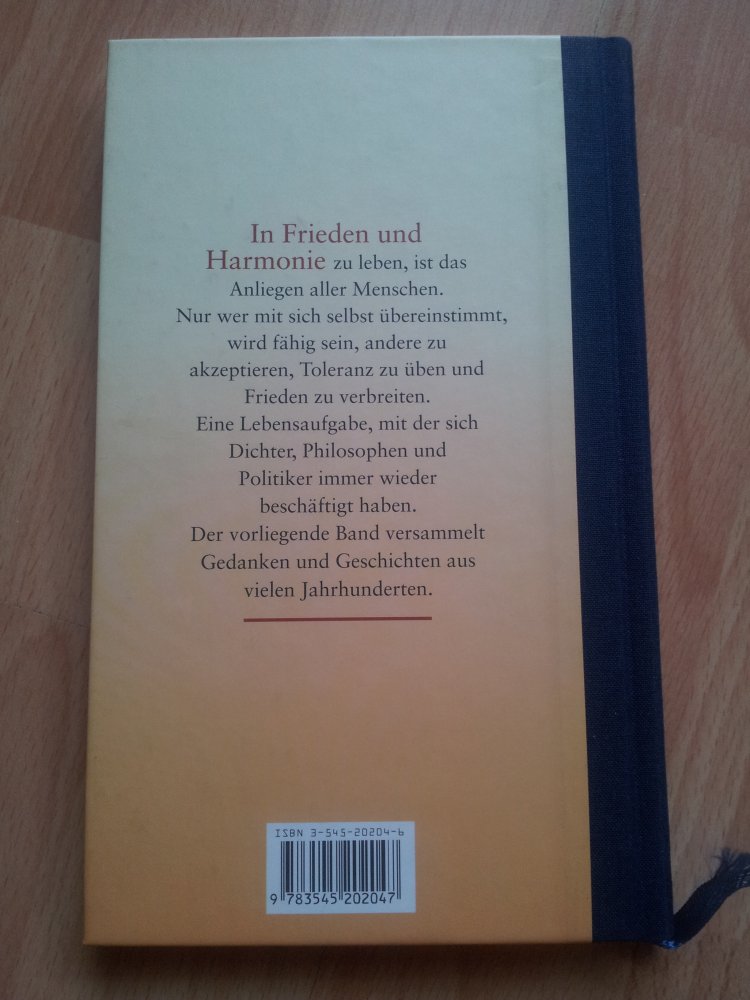 In Frieden und
Harmonie zu leben, ist das
Anliegen aller Menschen.
Nur wer mit sich selbst übereinstimmt,
wird fähig sein, andere zu
akzeptieren, Toleranz zu üben und
Frieden zu verbreiten.
Eine Lebensaufgabe, mit der sich
Dichter, Philosophen und
Politiker immer wieder
beschäftigt haben.
Der vorliegende Band versammelt
Gedanken und Geschichten aus
vielen Jahrhunderten.
ISBN 3-545-20204-6
9 783545 202047